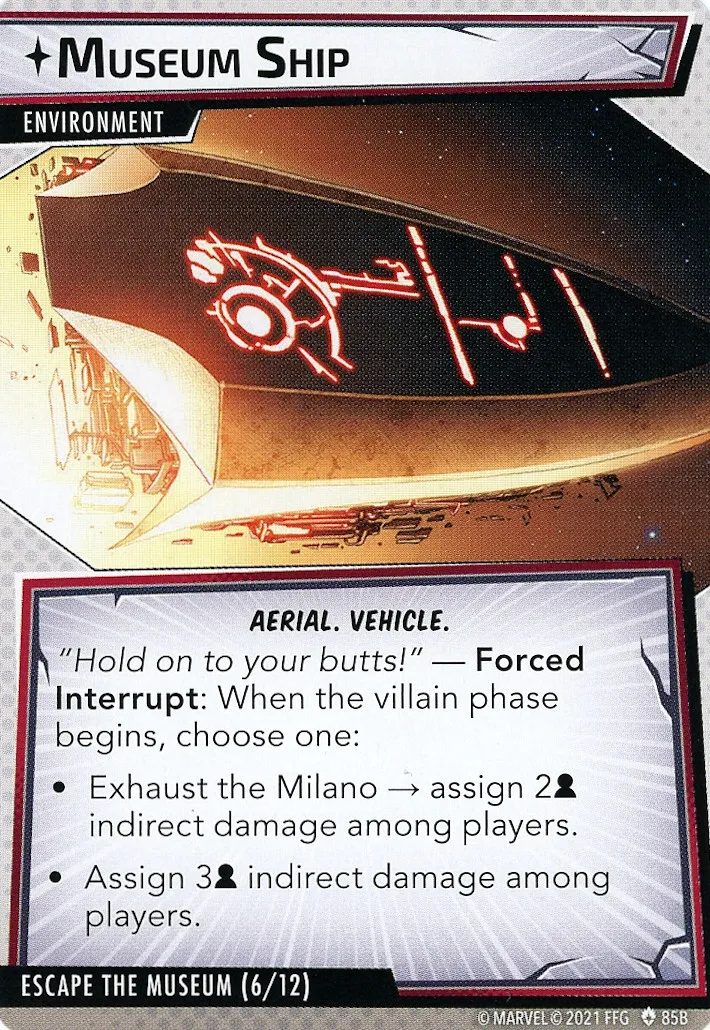 MUSEUM SHIP
ENVIRONMENT
AERIAL. VEHICLE.
"Hold on to your butts!" — Forced
Interrupt: When the villain phase
begins, choose one:
• Exhaust the Milano → assign 2
indirect damage among players.
• Assign 3 indirect damage among
players.
ESCAPE THE MUSEUM (6/12)
© MARVEL © 2021 FFG 85B